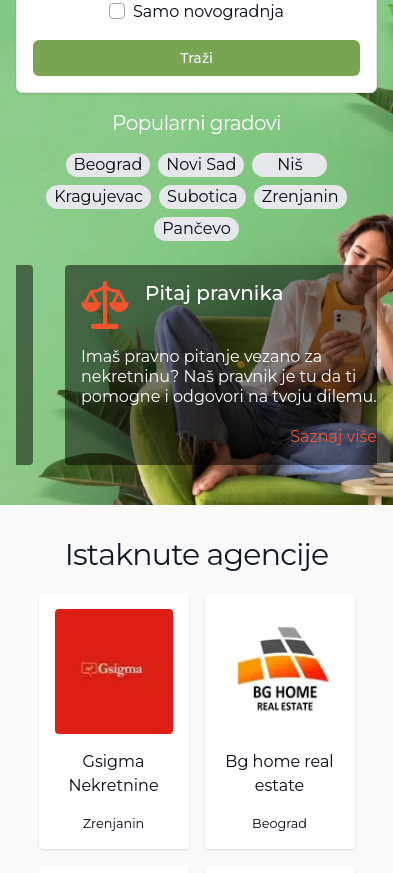 Samo novogradnja
Traži
Popularni gradovi
Beograd Novi Sad Niš
Kragujevac Subotica Zrenjanin
Pančevo
Pitaj pravnika
Imaš pravno pitanje vezano za
nekretninu? Naš pravnik je tu da ti
pomogne i odgovori na tvoju dilemu.
Saznaj više
Istaknute agencije
Gsigma
BG HOME
REAL ESTATE
Gsigma
Nekretnine
Zrenjanin
Bg home real
estate
Beograd